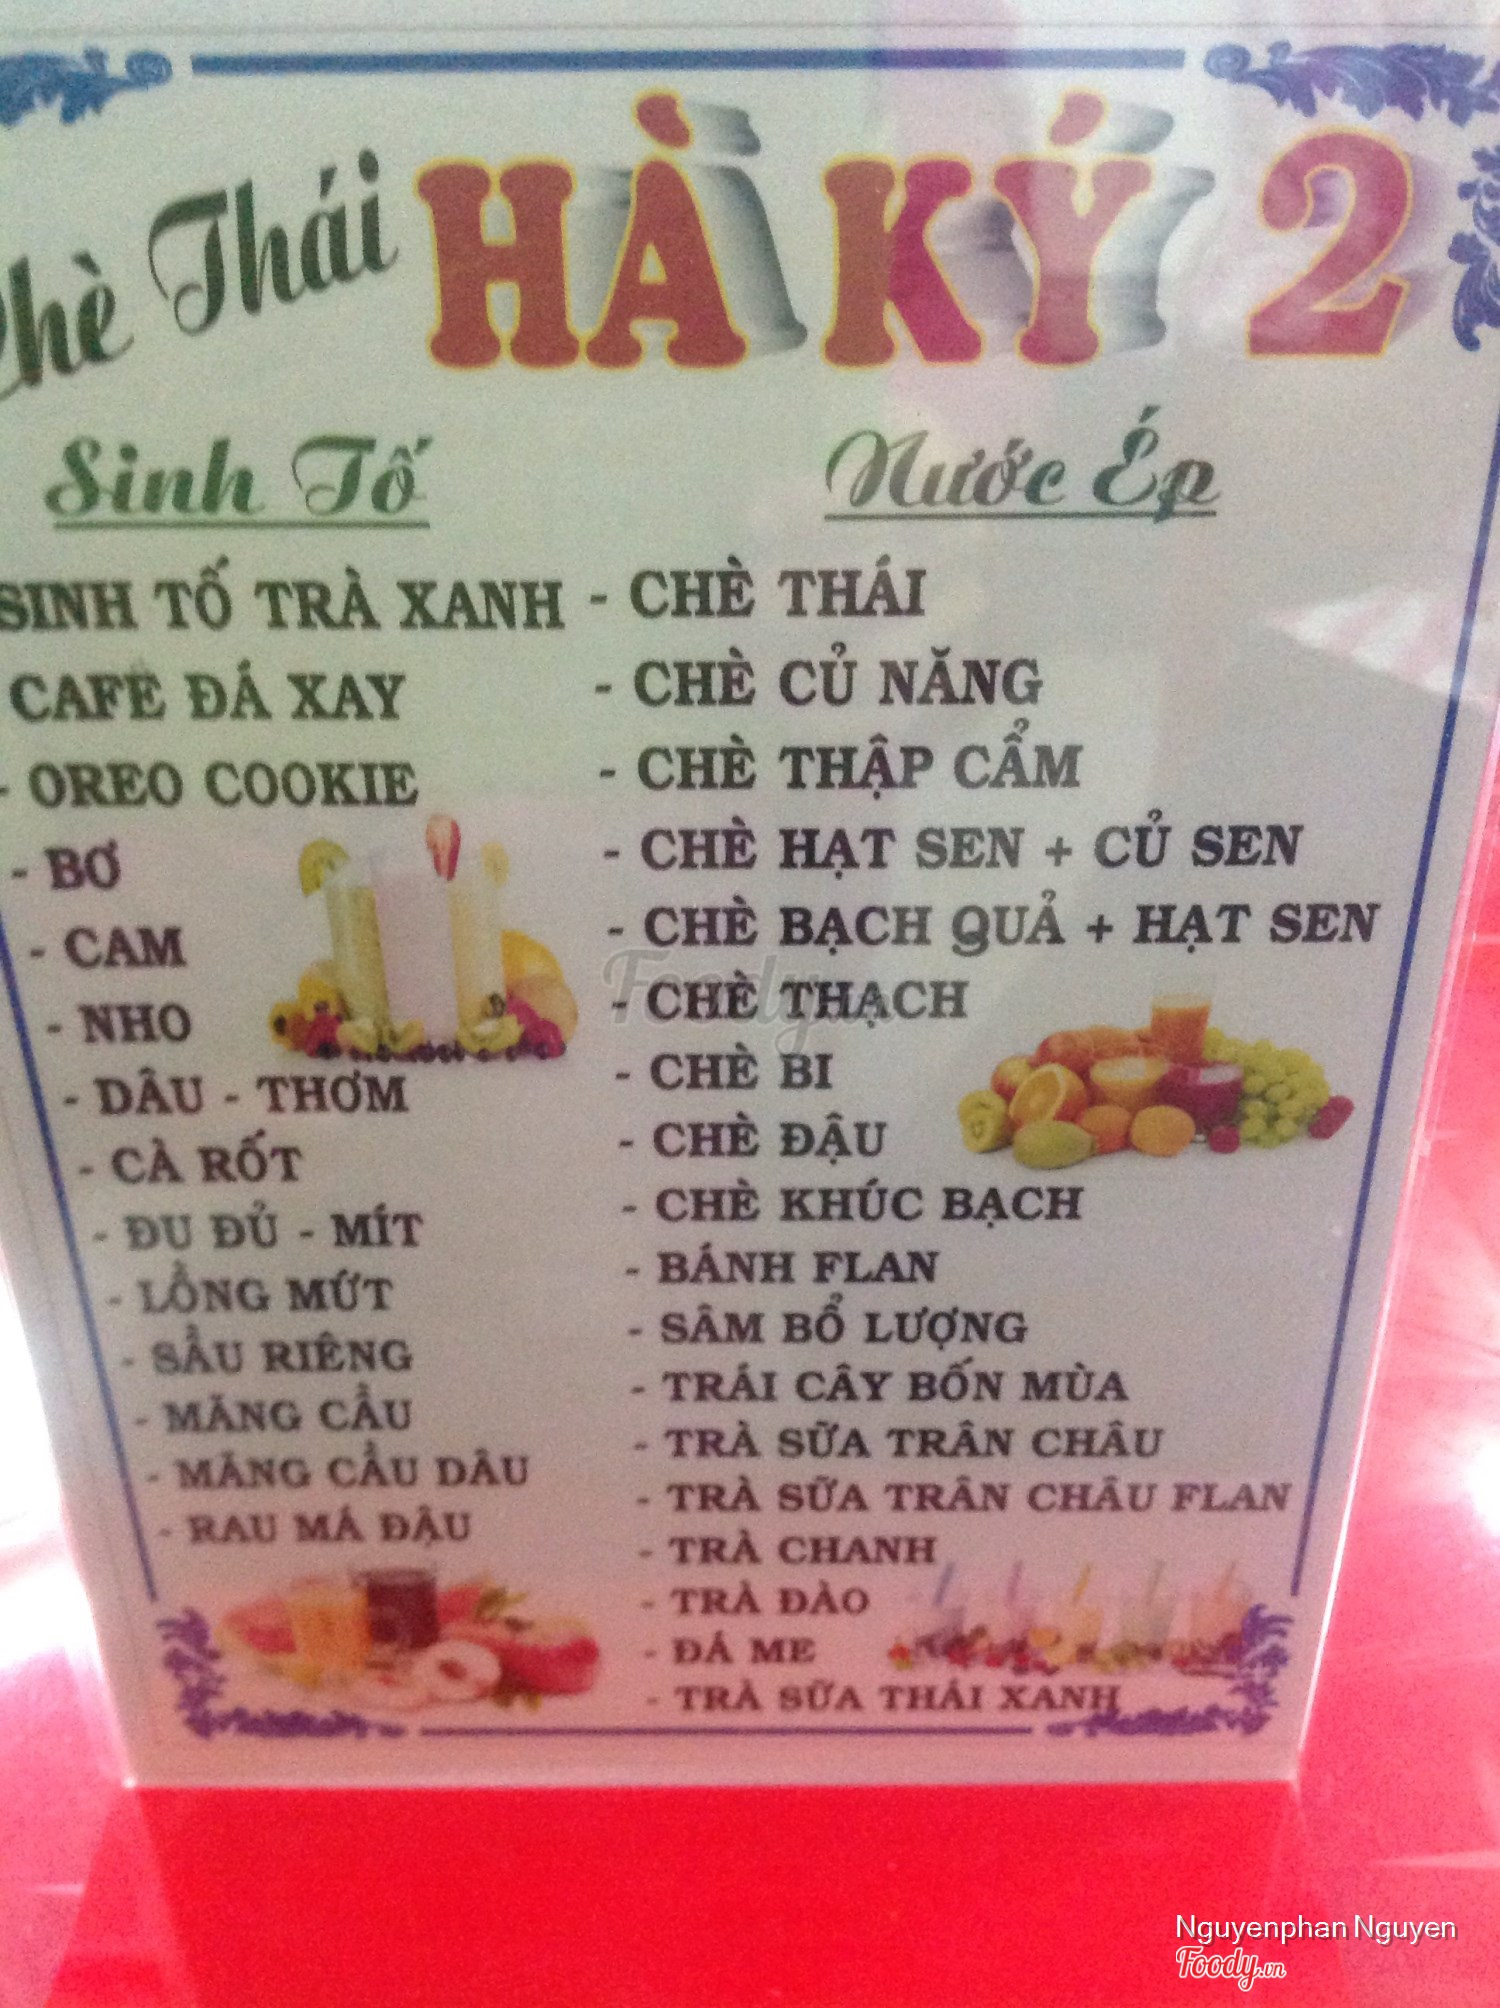 Chè Thái HÀ KÝ 2
Sinh Tố
SINH TỐ TRÀ XANH
CAFÉ ĐÁ XAY
- OREO COOKIE
- BƠ
- CAM
- NHO
- DÂU - THƠM
- CÀ RỐT
- ĐU ĐỦ - MÍT
- LỒNG MỨT
- SẦU RIÊNG
- MÃNG CẦU
- MÃNG CẦU DÂU
- RAU MÁ ĐẬU
Nước Ép
- CHÈ THÁI
- CHÈ CỦ NĂNG
- CHÈ THẬP CẨM
- CHÈ HẠT SEN + CỦ SEN
- CHÈ BẠCH QUẢ + HẠT SEN
- CHÈ THẠCH
- CHÈ BI
- CHÈ ĐẬU
- CHÈ KHÚC BẠCH
- BÁNH FLAN
- SÂM BỔ LƯỢNG
- TRÁI CÂY BỐN MÙA
- TRÀ SỮA TRÂN CHÂU
- TRÀ SỮA TRÂN CHÂU FLAN
- TRÀ CHANH
- TRÀ ĐÀO
- ĐÁ ME
- TRÀ SỮA THÁI XANH
Foody.vn
Nguyenphan Nguyen
Foody.vn